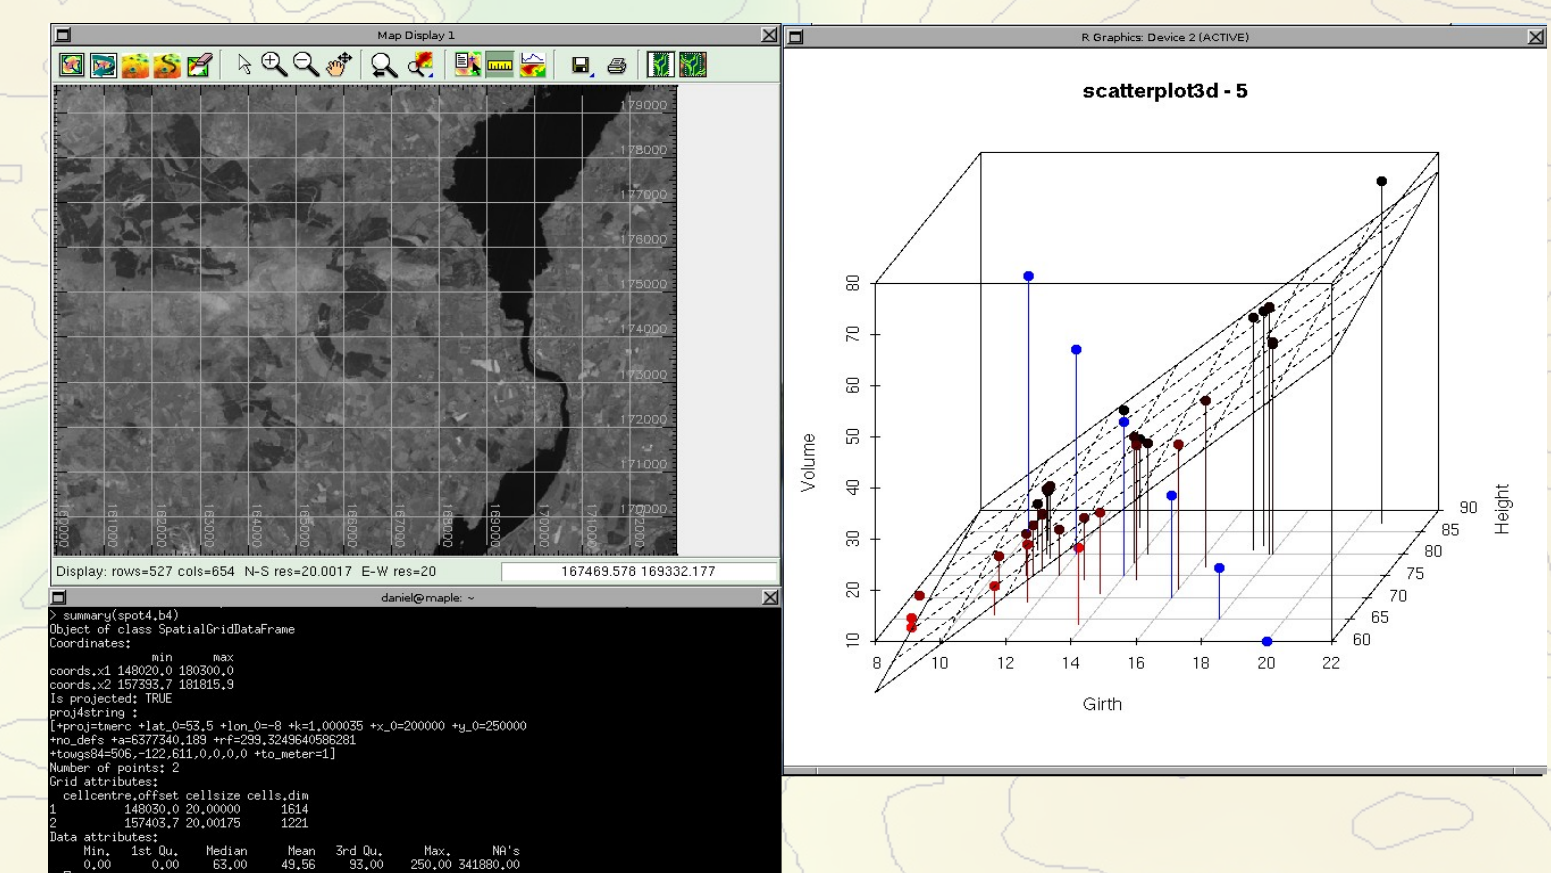 Map Display 1
179000
178000
177000
176000
175000
174000
173000
172000
171000
170000
161000
162000
163000
164000
166000
167000
168000
169000
170000
172000
Display: rows=527 cols=654 N-S res=20.0017 E-W res=20
167469.578 169332.177
daniel@maple: ~
> summary(spot4.b4)
Object of class SpatialGridDataFrame
Coordinates:
min max
coords.x1 148020.0 180300.0
coords.x2 157393.7 181815.9
Is projected: TRUE
proj4string :
[+proj=tmerc +lat_0=53.5 +lon_0=-8 +k=1.000035 +x_0=200000 +y_0=250000
+no_defs +a=6377340.189 +rf=299.3249640586281
+towgs84=506,-122,611,0,0,0,0 +to_meter=1]
Number of points: 2
Grid attributes:
cellcentre.offset cellsize cells.dim
1 148030.0 20.00000 1614
2 157403.7 20.00175 1221
Data attributes:
Min. 1st Qu. Median Mean 3rd Qu. Max. NA's
0.00 0.00 63.00 49.56 93.00 250.00 341880.00
R Graphics: Device 2 (ACTIVE)
scatterplot3d - 5
80
70
60
50
40
30
20
10
Volume
8 10 12 14 16 18 20 22
Girth
90
85
80
75
70
65
60
Height